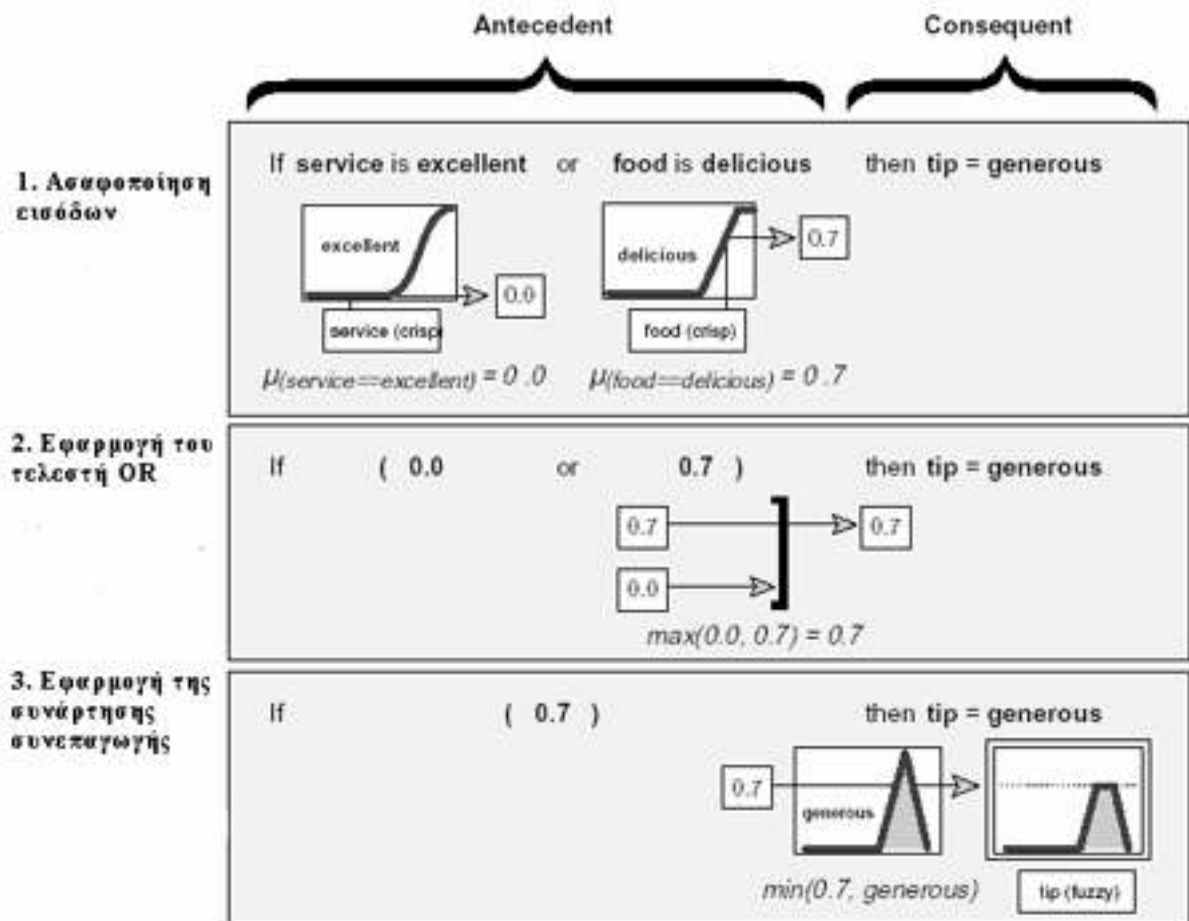 Antecedent Consequent
1. Ασαφοποίηση
εισόδων
If service is excellent or food is delicious then tip = generous
excellent
0.0
service (crisp
delicious
0.7
food (crisp)
μ(service==excellent) = 0 .0 μ(food==delicious) = 0 .7
2. Εφαρμογή του
τελεστή OR
If ( 0.0 or 0.7 ) then tip = generous
0.7 0.7
0.0
max(0.0, 0.7) = 0.7
3. Εφαρμογή της
συνάρτησης
συνεπαγωγής
If ( 0.7 ) then tip = generous
0.7
generous
min(0.7, generous)
tip (fuzzy)